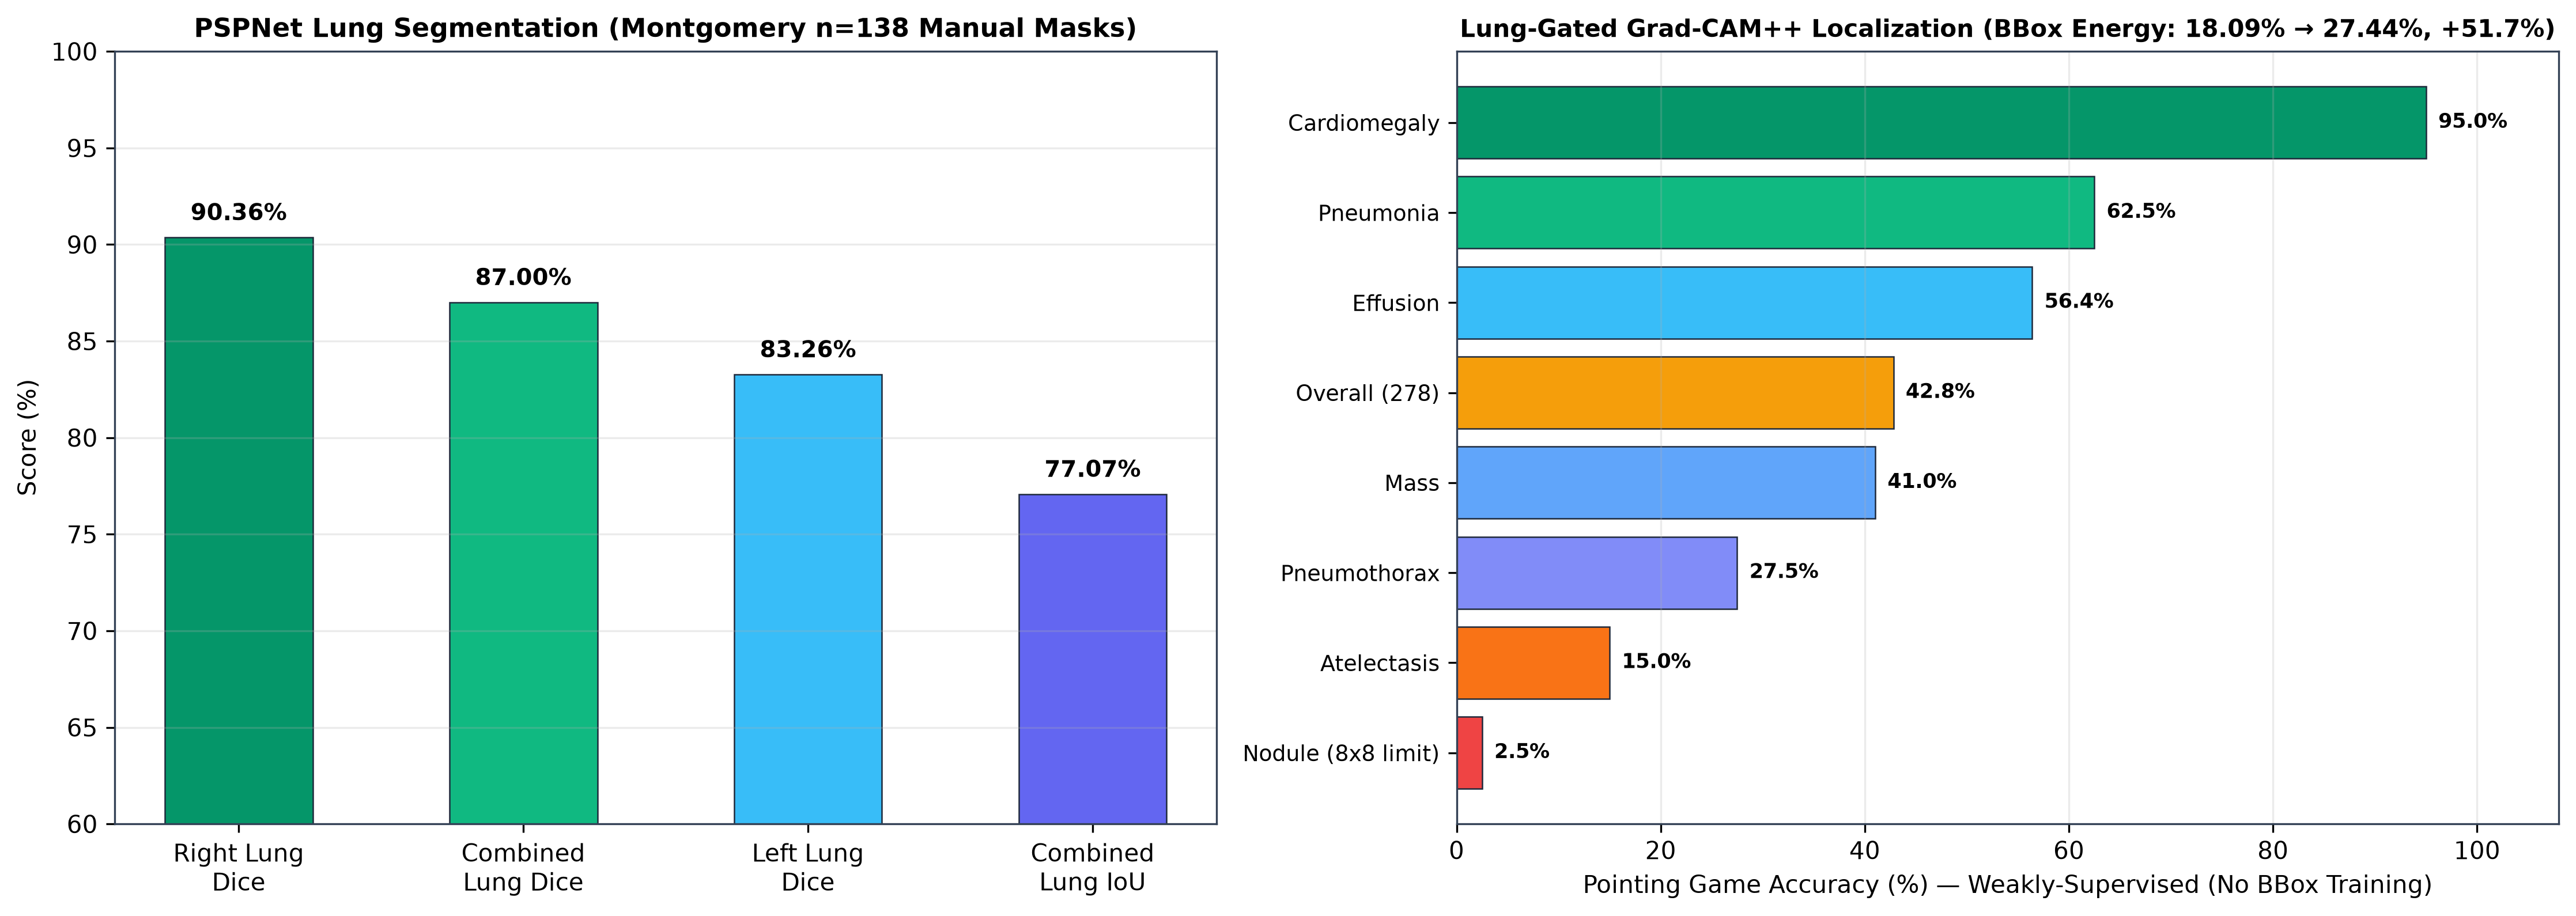 PSPNet Lung Segmentation (Montgomery n=138 Manual Masks)
Score (%)
100
95
90
85
80
75
70
65
60
90.36%
87.00%
83.26%
77.07%
Right Lung
Dice
Combined
Lung Dice
Left Lung
Dice
Combined
Lung IoU
Lung-Gated Grad-CAM++ Localization (BBox Energy: 18.09% → 27.44%, +51.7%)
Cardiomegaly 95.0%
Pneumonia 62.5%
Effusion 56.4%
Overall (278) 42.8%
Mass 41.0%
Pneumothorax 27.5%
Atelectasis 15.0%
Nodule (8x8 limit) 2.5%
0 20 40 60 80 100
Pointing Game Accuracy (%) — Weakly-Supervised (No BBox Training)